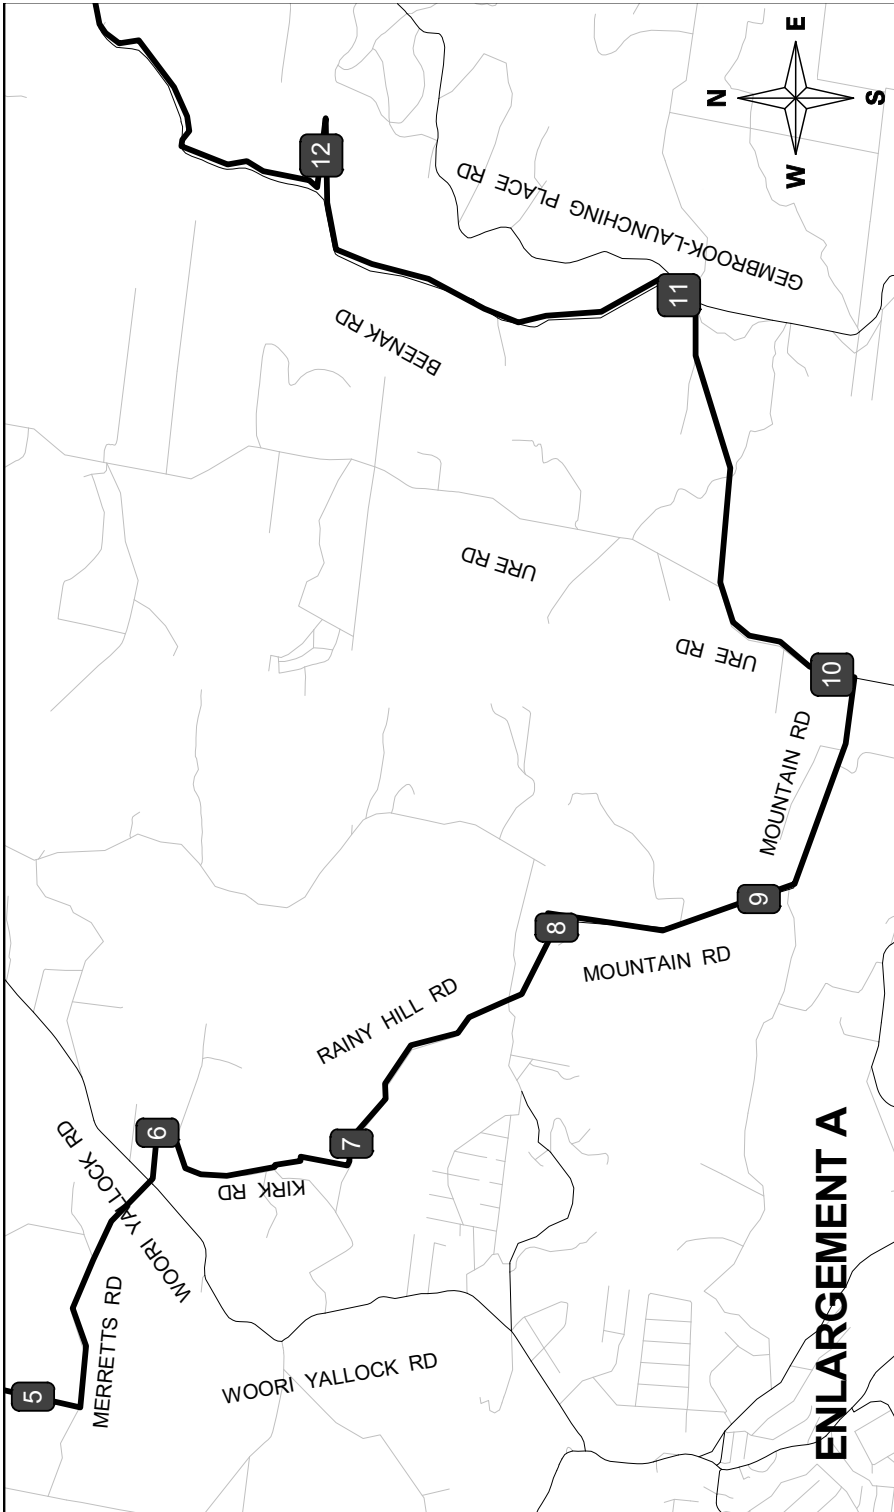 E
N
S
W
12
GEMBROOK-LAUNCHING PLACE RD
11
BEENAK RD
URE RD
URE RD
10
MOUNTAIN RD
9
8
MOUNTAIN RD
RAINY HILL RD
6
7
KIRK RD
WOORI YALLOCK RD
MERRETTS RD
5
WOORI YALLOCK RD
ENLARGEMENT A